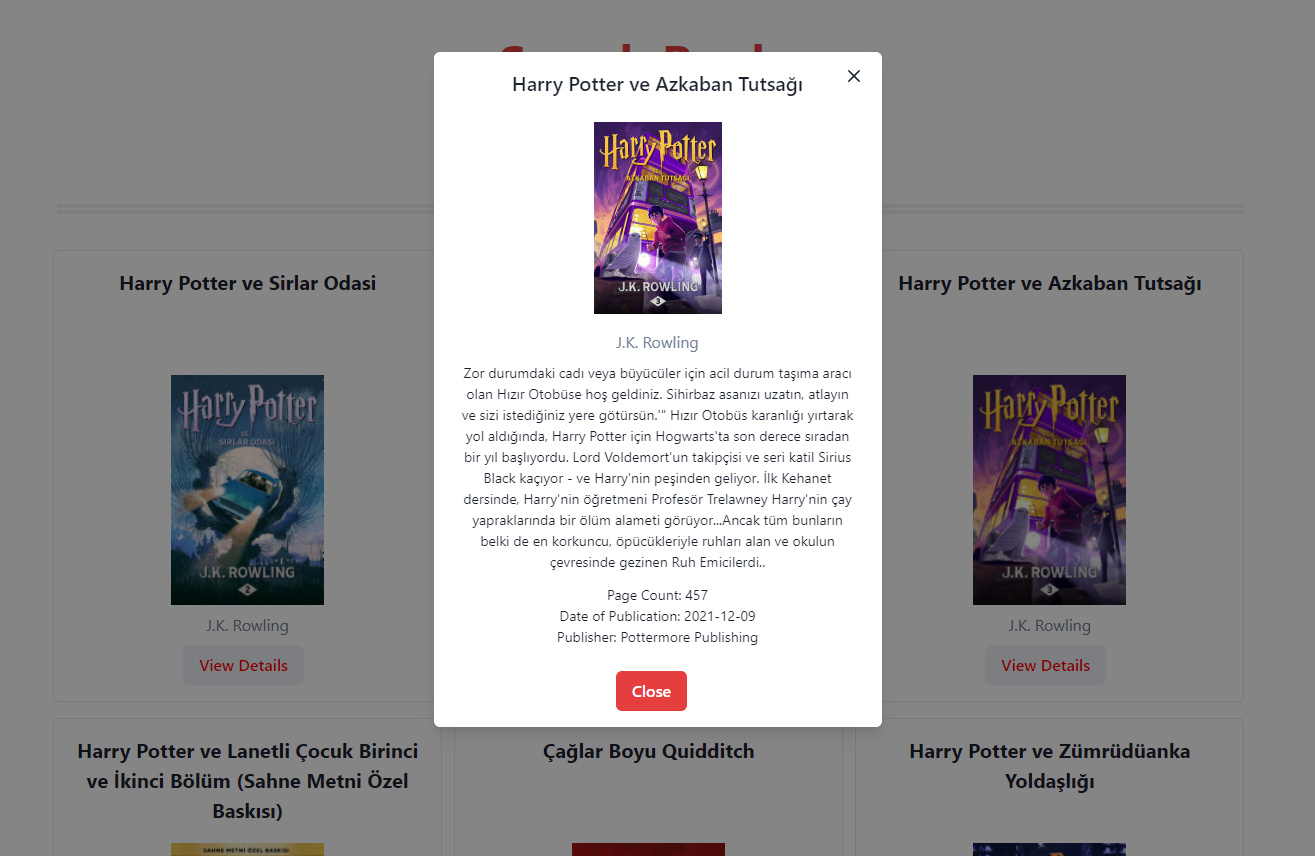 Harry Potter ve Azkaban Tutsağı
Harry Potter
VE
AZKABAN TUTSAĞI
J.K. ROWLING
3
J.K. Rowling
Zor durumdaki cadı veya büyücüler için acil durum taşıma aracı
olan Hızır Otobüse hoş geldiniz. Sihirbaz asanızı uzatın, atlayın
ve sizi istediğiniz yere götürsün.'" Hızır Otobüs karanlığı yırtarak
yol aldığında, Harry Potter için Hogwarts'ta son derece sıradan
bir yıl başlıyordu. Lord Voldemort'un takipçisi ve seri katil Sirius
Black kaçıyor - ve Harry'nin peşinden geliyor. İlk Kehanet
dersinde, Harry'nin öğretmeni Profesör Trelawney Harry'nin çay
yapraklarında bir ölüm alameti görüyor...Ancak tüm bunların
belki de en korkuncu, öpücükleriyle ruhları alan ve okulun
çevresinde gezinen Ruh Emicilerdi..
Page Count: 457
Date of Publication: 2021-12-09
Publisher: Pottermore Publishing
Close
Harry Potter ve Sirlar Odasi
Harry Potter
VE
SIRLAR ODASI
J.K. ROWLING
2
J.K. Rowling
View Details
Harry Potter ve Azkaban Tutsağı
Harry Potter
VE
AZKABAN TUTSAĞI
J.K. ROWLING
3
J.K. Rowling
View Details
Harry Potter ve Lanetli Çocuk Birinci
ve İkinci Bölüm (Sahne Metni Özel
Baskısı)
SAHNE METNİ ÖZEL BASKISI
Çağlar Boyu Quidditch
Harry Potter ve Zümrüdüanka
Yoldaşlığı